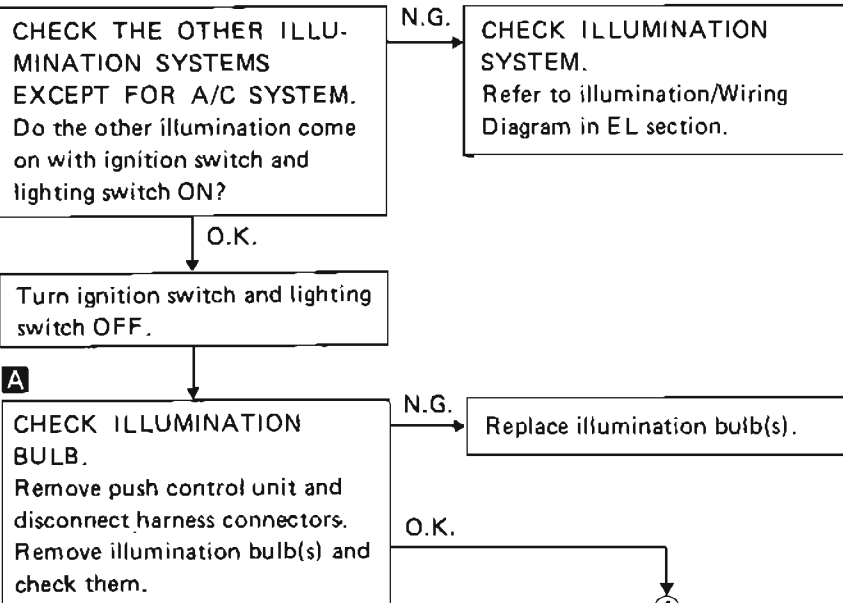 CHECK THE OTHER ILLU-
MINATION SYSTEMS
EXCEPT FOR A/C SYSTEM.
Do the other illumination come
on with ignition switch and
lighting switch ON?
N.G.
CHECK ILLUMINATION
SYSTEM.
Refer to illumination/Wiring
Diagram in EL section.
O.K.
Turn ignition switch and lighting
switch OFF.
A
CHECK ILLUMINATION
BULB.
Remove push control unit and
disconnect harness connectors.
Remove illumination bulb(s) and
check them.
N.G.
Replace illumination bulb(s).
O.K.